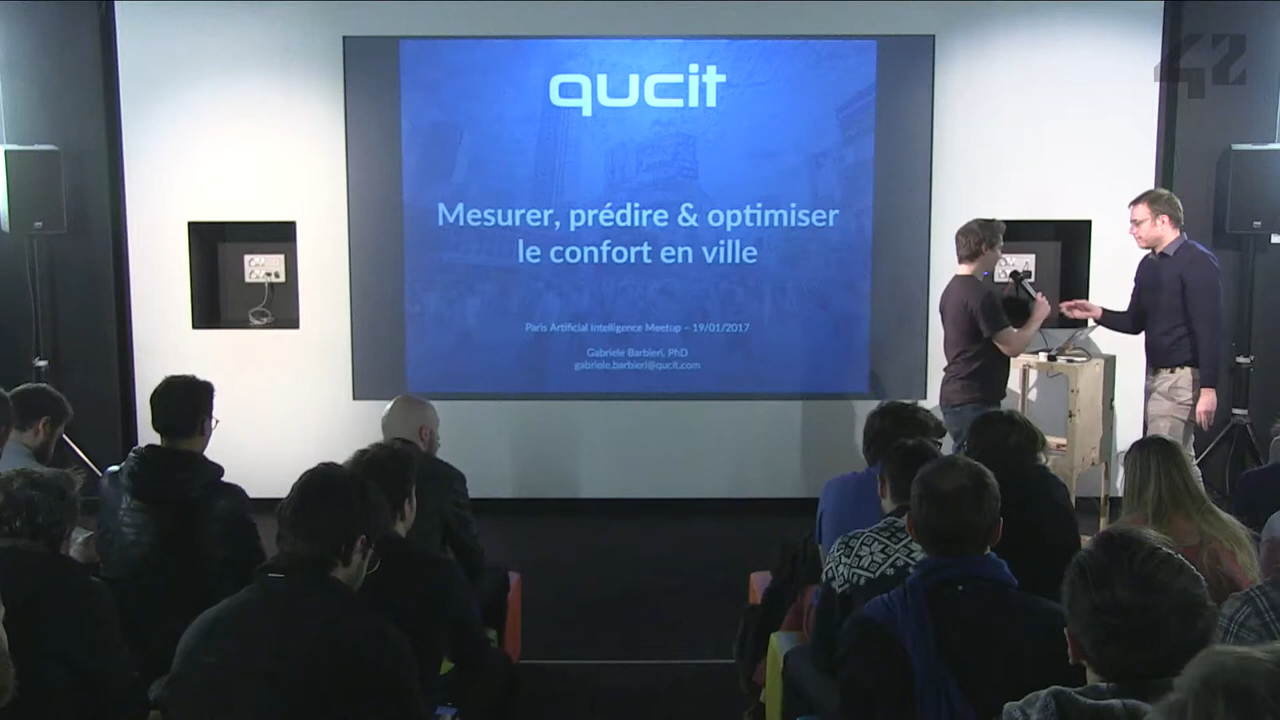 42
qucit
Mesurer, prédire & optimiser
le confort en ville
Paris Artificial Intelligence Meetup – 19/01/2017
Gabriele Barbieri, PhD
gabriele.barbieri@qucit.com